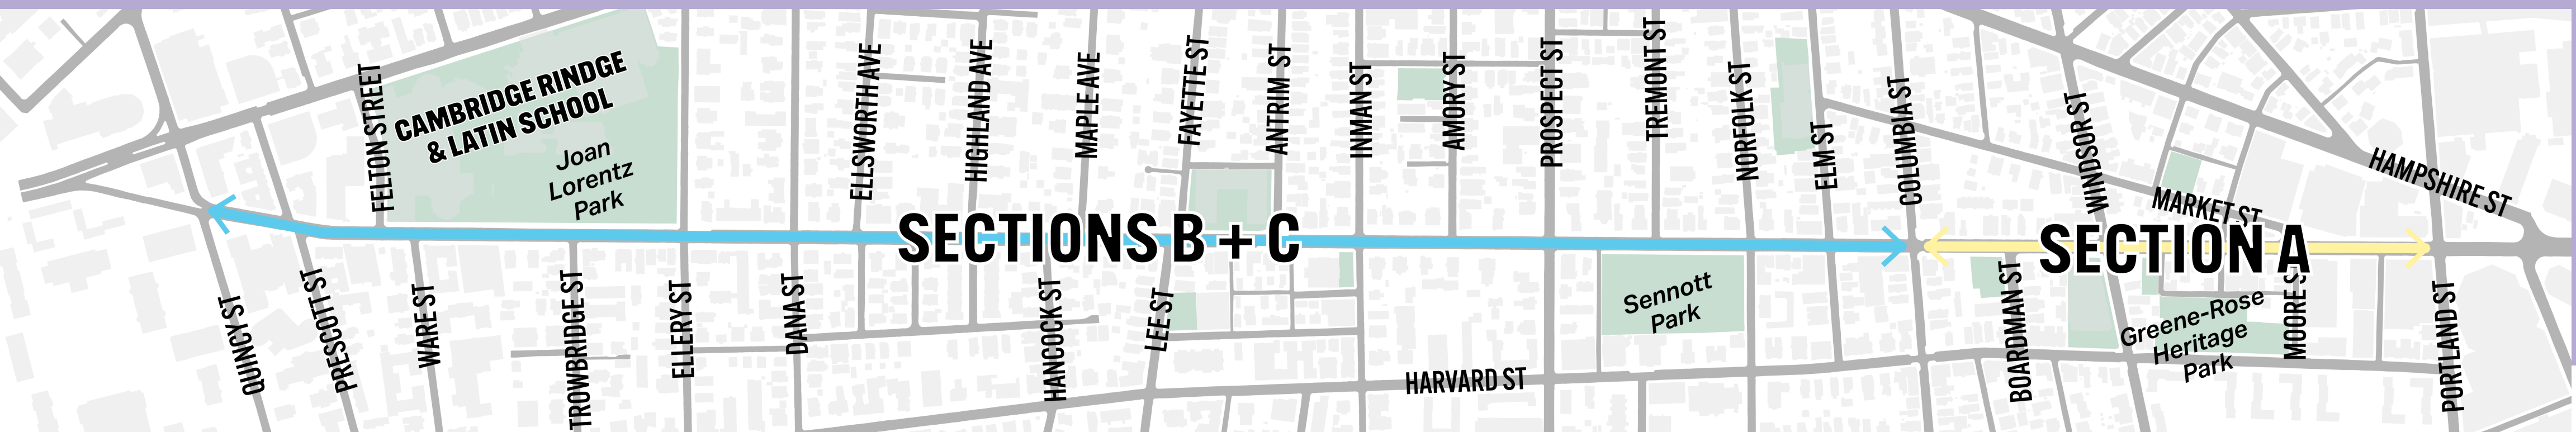 FELTON STREET
CAMBRIDGE RINDGE
& LATIN SCHOOL
Joan
Lorentz
Park
ELLSWORTH AVE
HIGHLAND AVE
MAPLE AVE
FAYETTE ST
ANTRIM ST
INMAN ST
AMORY ST
PROSPECT ST
TREMONT ST
NORFOLK ST
ELM ST
COLUMBIA ST
WINDSOR ST
MARKET ST
HAMPSHIRE ST
SECTIONS B + C
SECTION A
QUINCY ST
PRESCOTT ST
WARE ST
TROWBRIDGE ST
ELLERY ST
DANA ST
HANCOCK ST
LEE ST
HARVARD ST
Sennott
Park
BOARDMAN ST
Greene-Rose
Heritage
Park
MOORE ST
PORTLAND ST